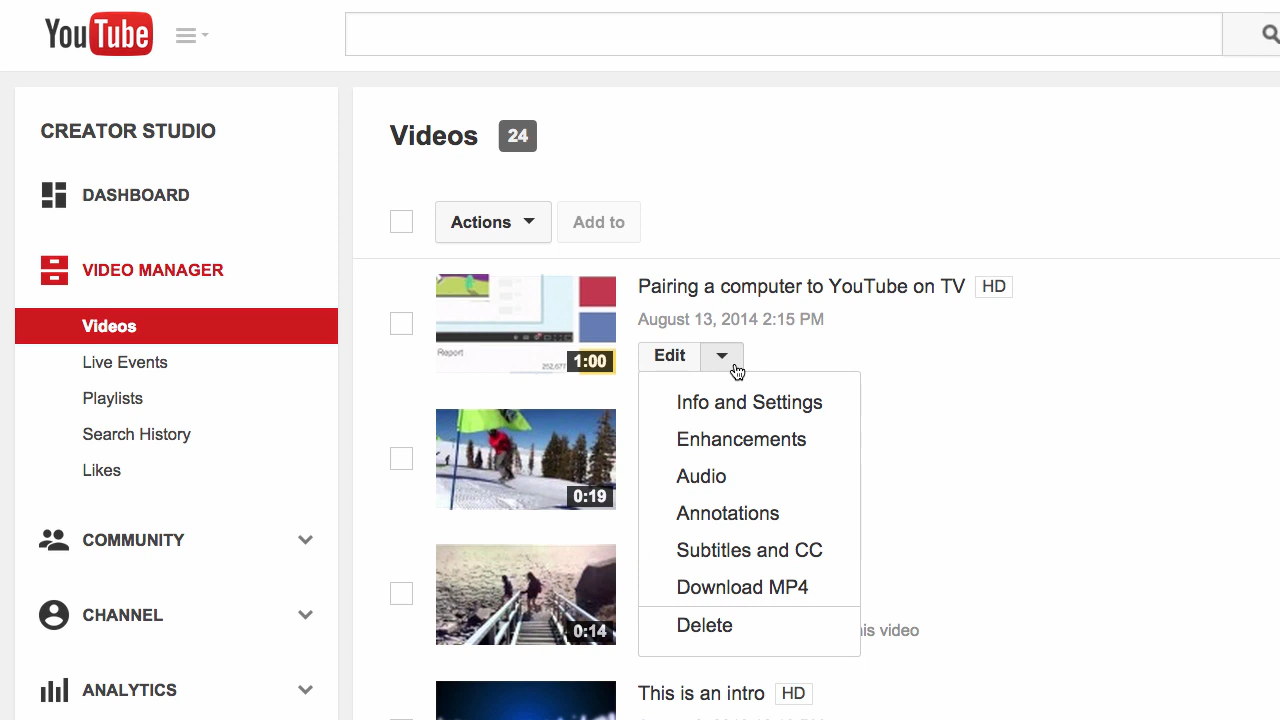 YouTube
CREATOR STUDIO
DASHBOARD
VIDEO MANAGER
Videos
Live Events
Playlists
Search History
Likes
COMMUNITY
CHANNEL
ANALYTICS
Videos 24
Actions Add to
Pairing a computer to YouTube on TV HD
August 13, 2014 2:15 PM
Report
252,677
1:00
Edit
Info and Settings
Enhancements
Audio
Annotations
Subtitles and CC
Download MP4
Delete
0:19
0:14
his video
This is an intro HD